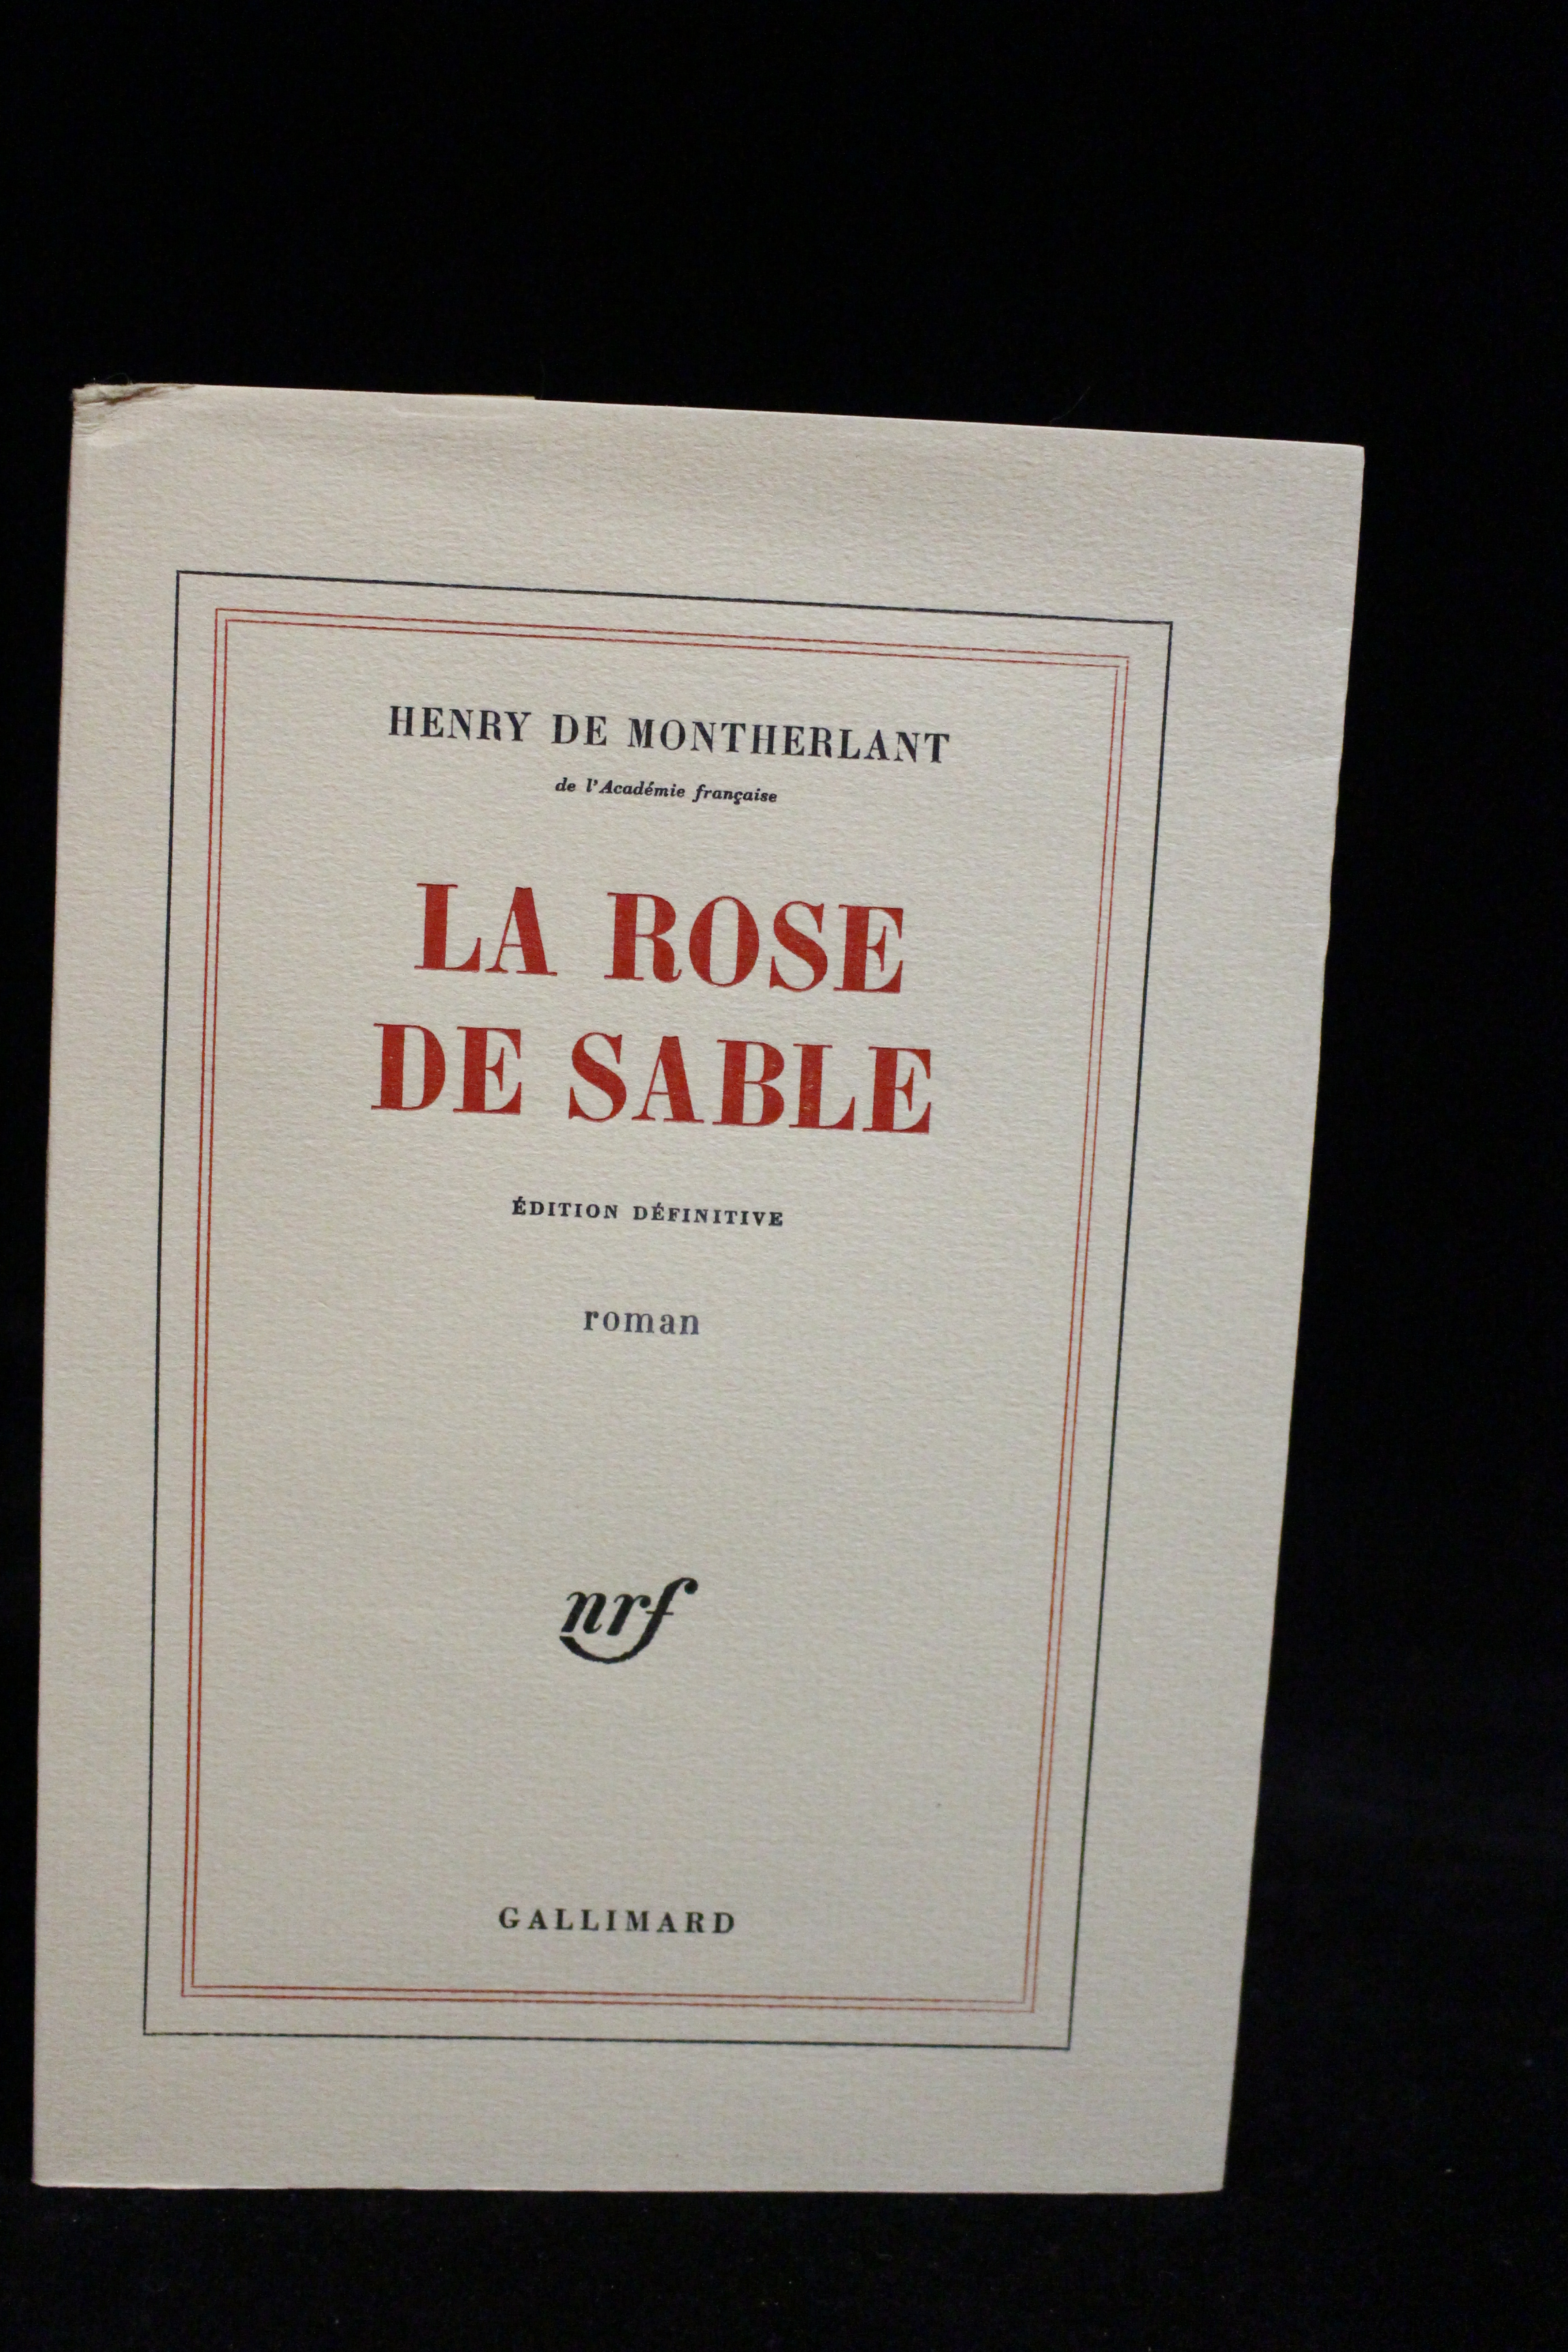 HENRY DE MONTHERLANT
de l'Académie française
LA ROSE
DE SABLE
ÉDITION DÉFINITIVE
roman
nrf
GALLIMARD